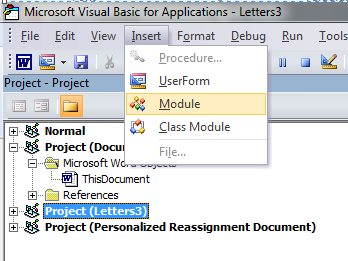 Microsoft Visual Basic for Applications - Letters3
File Edit View Insert Format Debug Run Tools
Procedure...
UserForm
Module
Class Module
File...
Project - Project
Normal
Project (Docu
Microsoft Word Objects
ThisDocument
References
Project (Letters3)
Project (Personalized Reassignment Document)